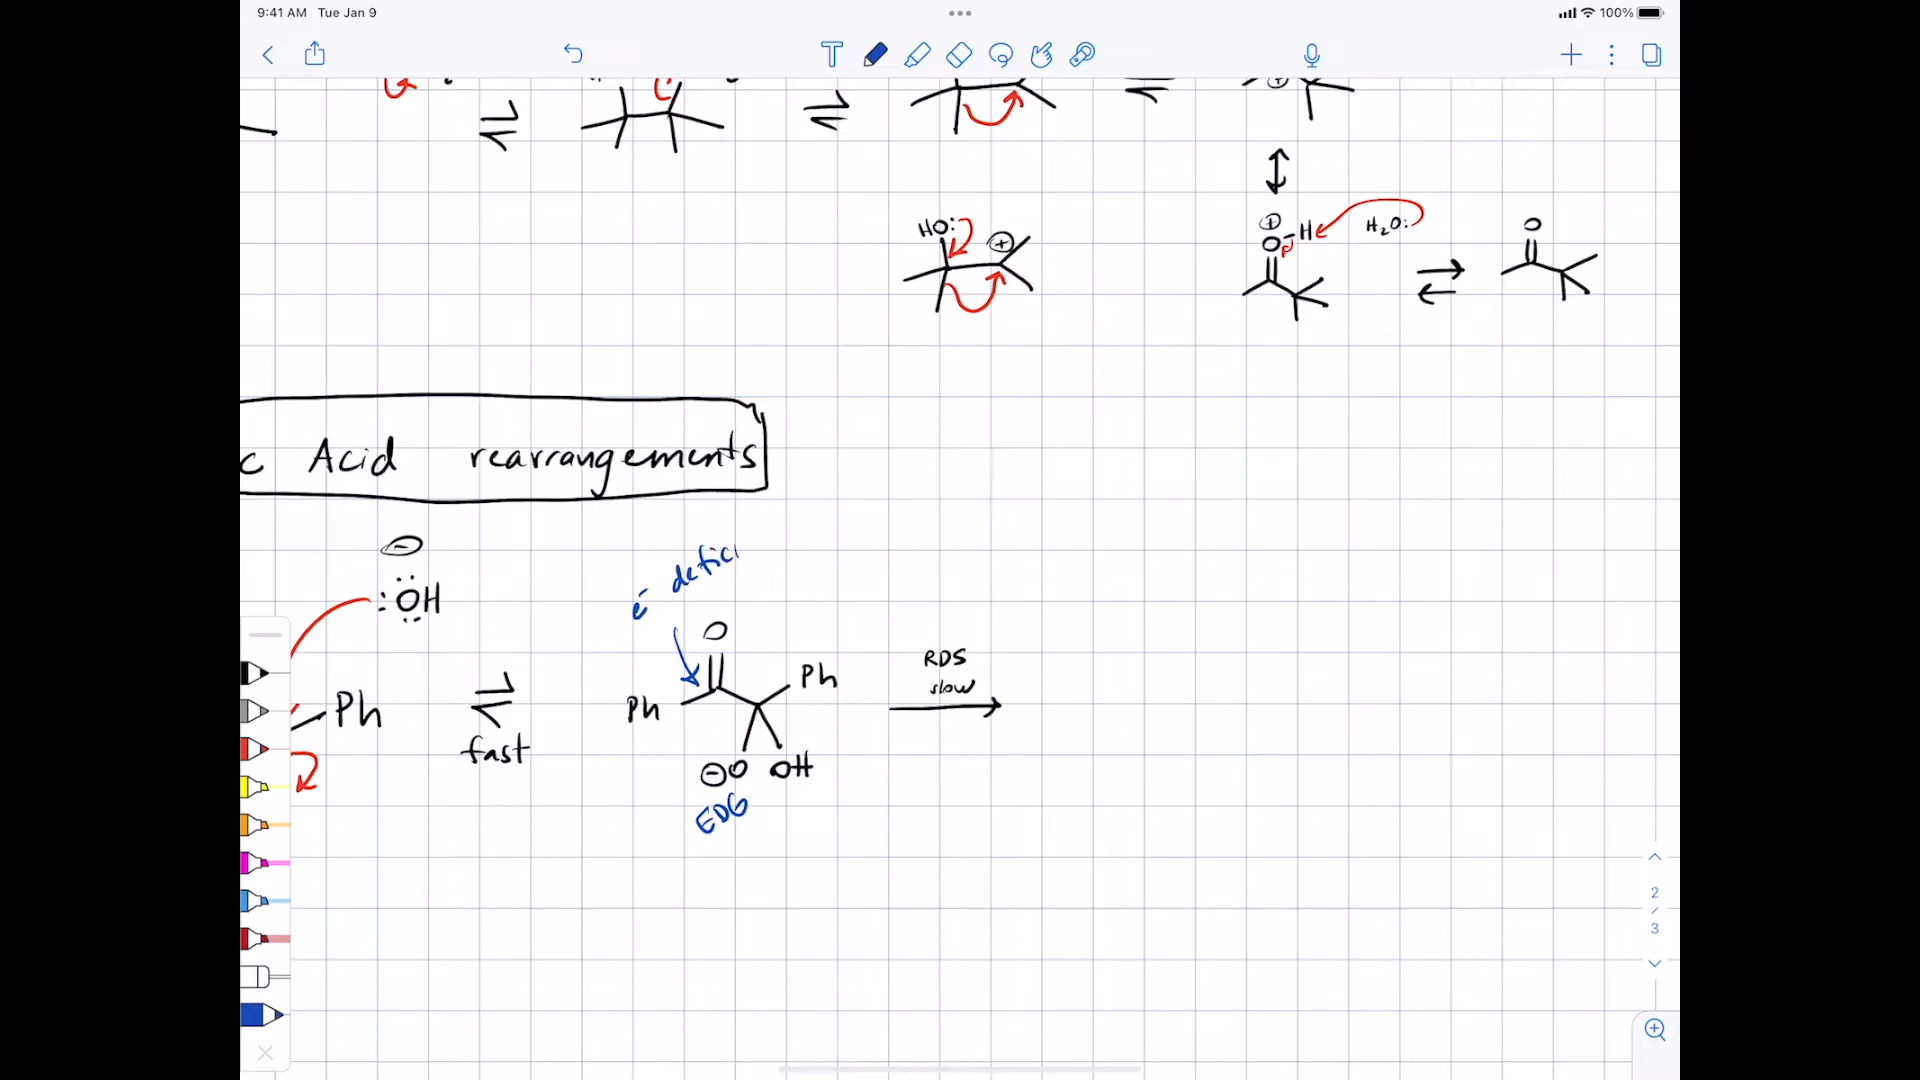 9:41 AM Tue Jan 9
100%
HO:
⊕
⊕
O-H
H₂O:
O
c Acid rearrangements
⊖
:ÖH
e⁻ defici
O
Ph
Ph
Ph
⊖O OH
EDG
fast
RDS
slow
2
3